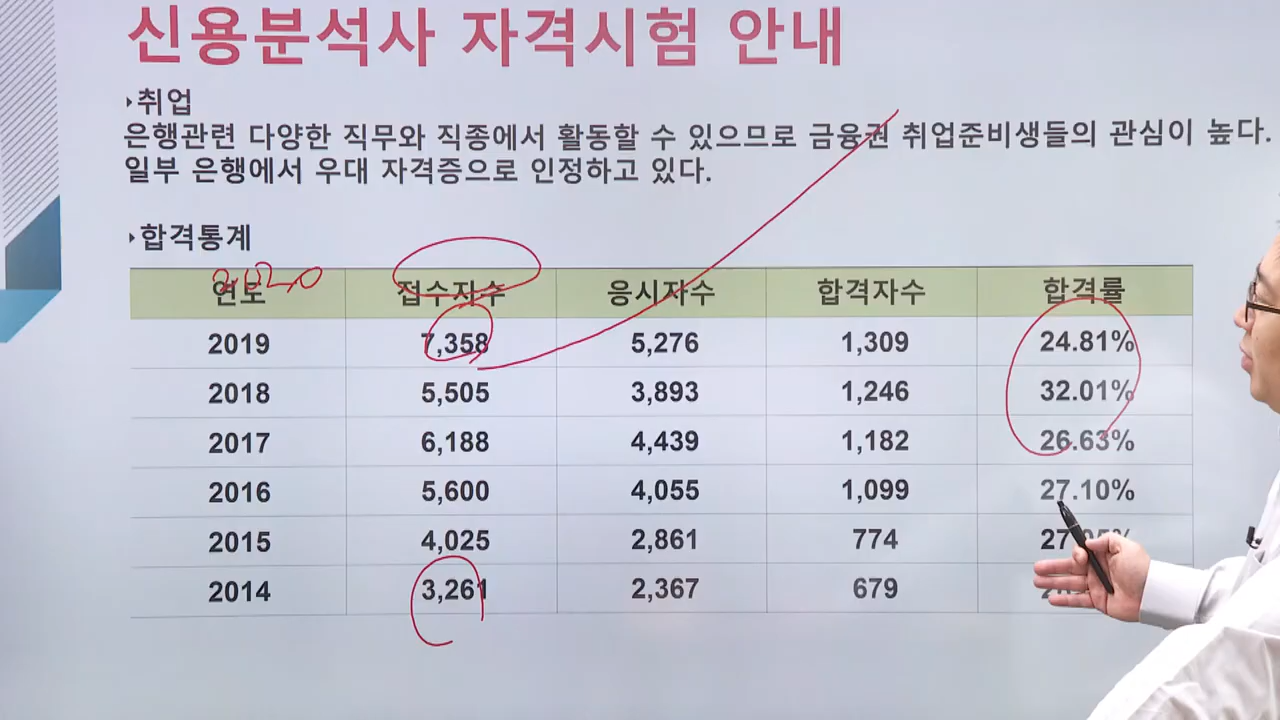 신용분석사 자격시험 안내
취업
은행관련 다양한 직무와 직종에서 활동할 수 있으므로 금융권 취업준비생들의 관심이 높다.
일부 은행에서 우대 자격증으로 인정하고 있다.
합격통계
2020
연도 접수자수 응시자수 합격자수 합격률
2019 7,358 5,276 1,309 24.81%
2018 5,505 3,893 1,246 32.01%
2017 6,188 4,439 1,182 26.63%
2016 5,600 4,055 1,099 27.10%
2015 4,025 2,861 774
2014 3,261 2,367 679